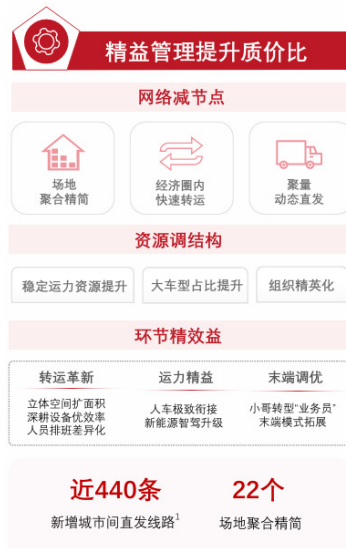 精益管理提升质价比
网络减节点
场地
聚合精简
经济圈内
快速转运
聚量
动态直发
资源调结构
稳定运力资源提升
大车型占比提升
组织精英化
环节精效益
转运革新
立体空间扩面积
深耕设备优效率
人员排班差异化
运力精益
人车极致衔接
新能源智驾升级
末端调优
小哥转型“业务员”
末端模式拓展
近440条
新增城市间直发线路1
22个
场地聚合精简